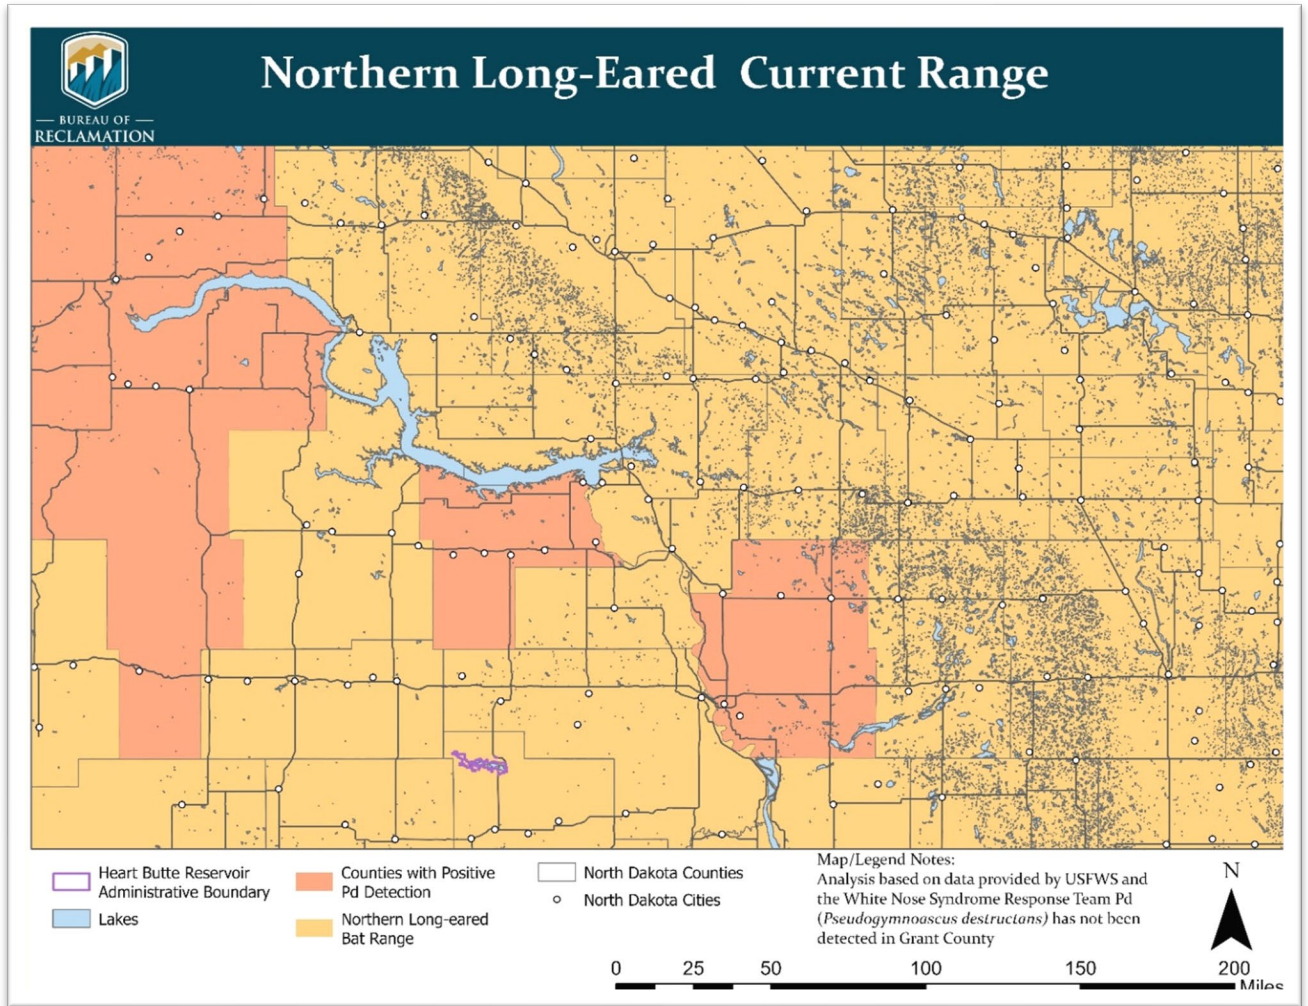 Northern Long-Eared  Current Range
BUREAU OF
RECLAMATION
Heart Butte Reservoir
Administrative Boundary
Lakes
Counties with Positive
Pd Detection
Northern Long-eared
Bat Range
North Dakota Counties
North Dakota Cities
Map/Legend Notes:
Analysis based on data provided by USFWS and
the White Nose Syndrome Response Team Pd
(Pseudogymnoascus destructans) has not been
detected in Grant County
N
0 25 50 100 150 200
Miles